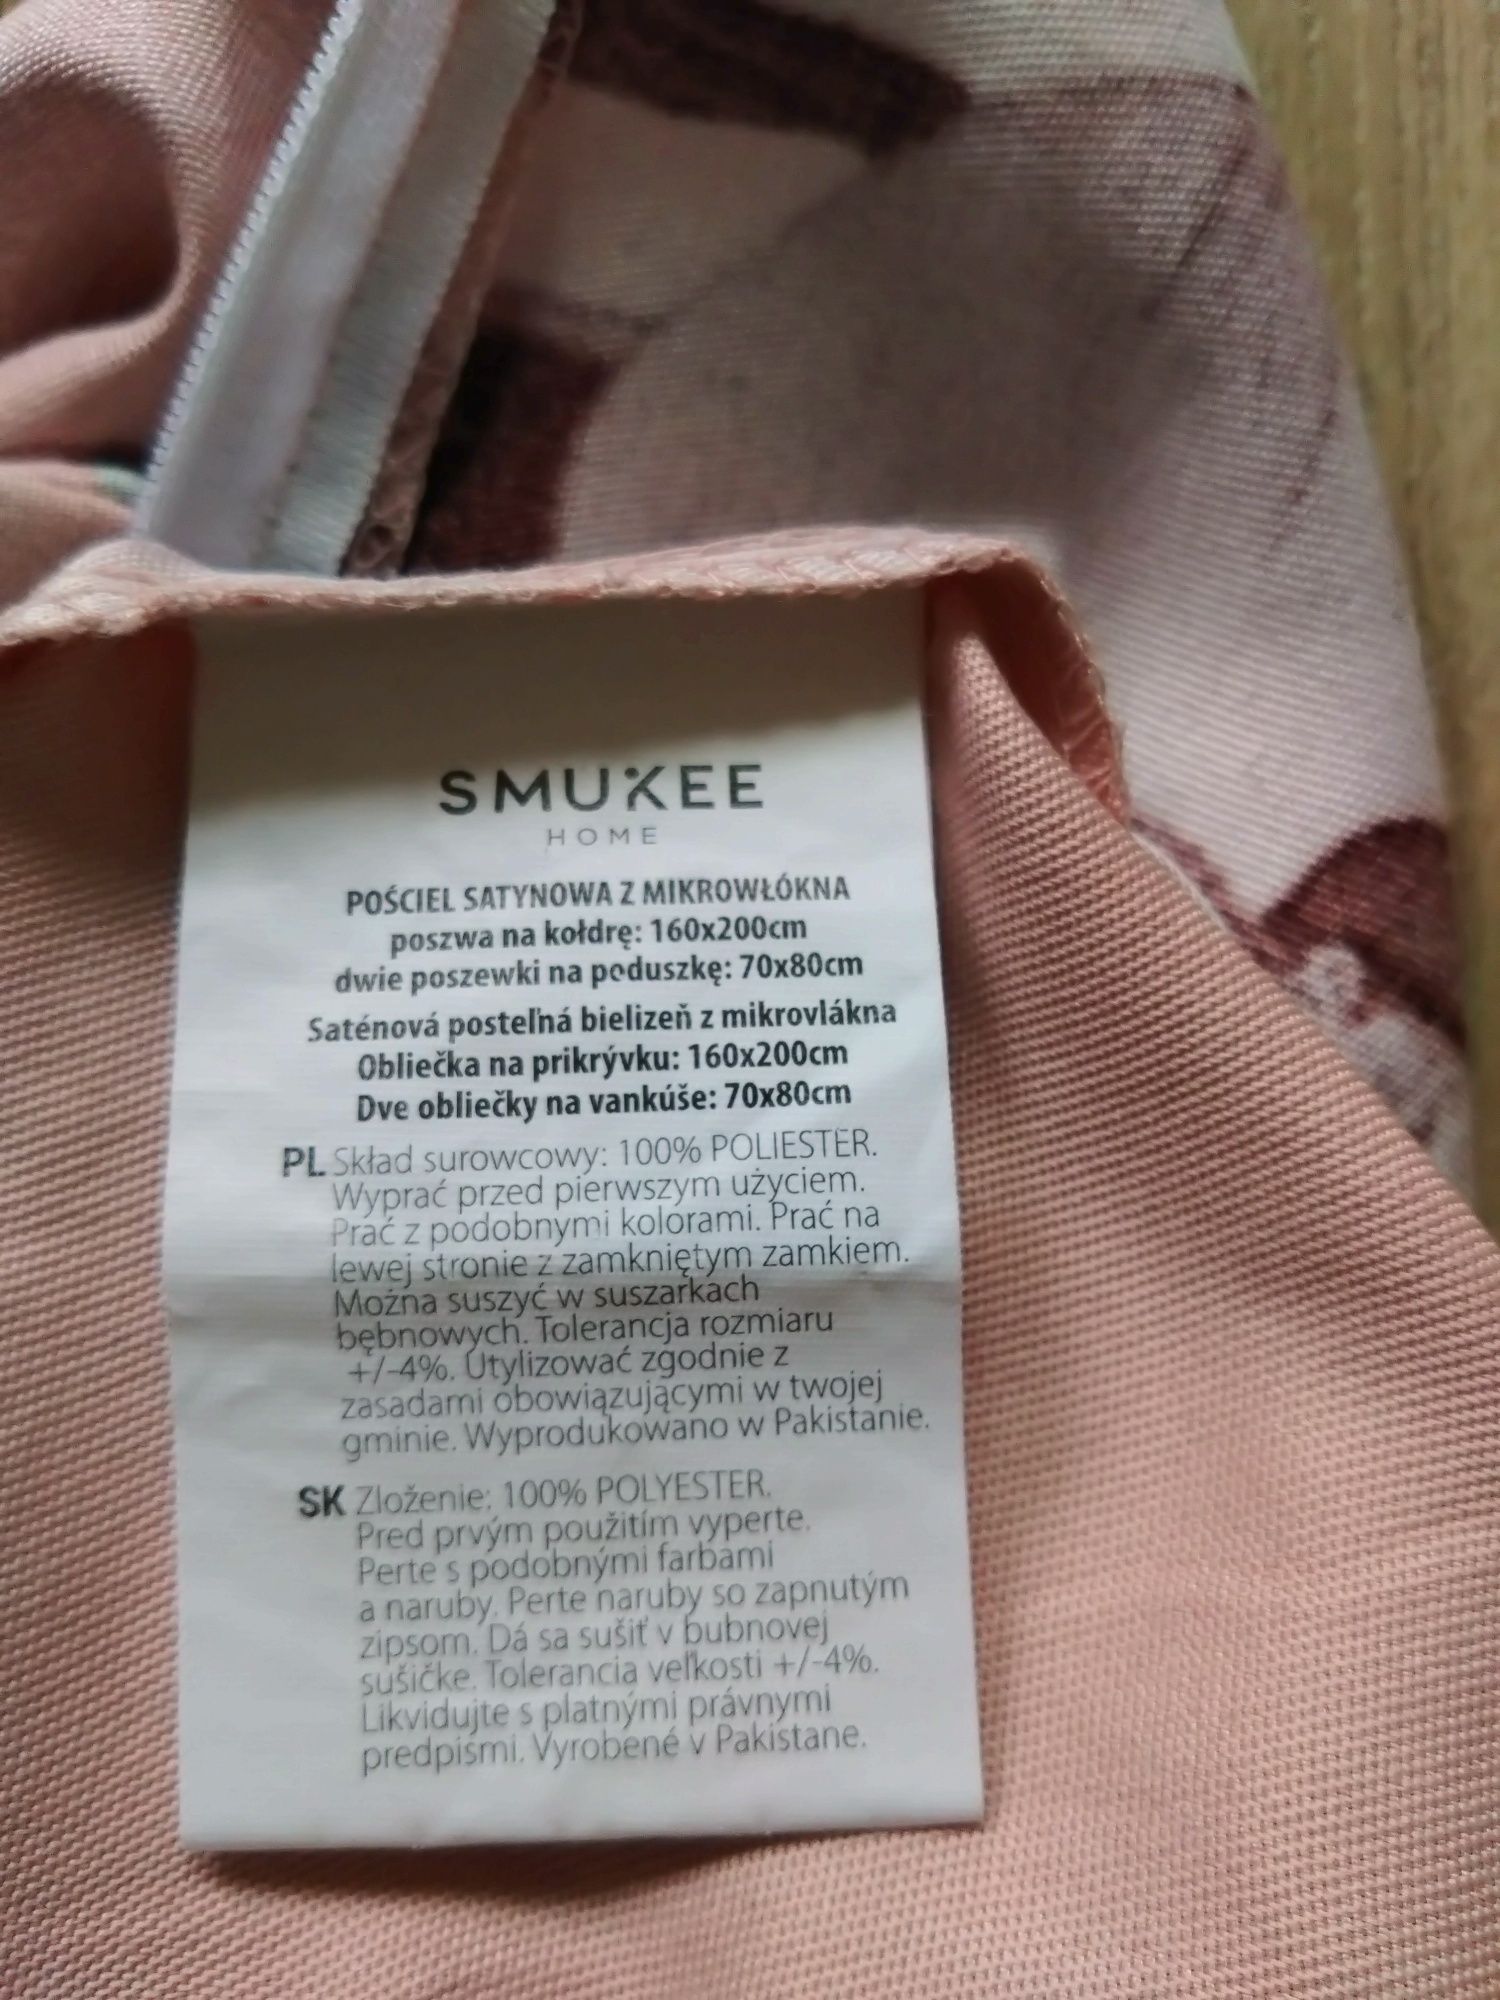 SMUKEE
HOME
POŚCIEL SATYNOWA Z MIKROWŁÓKNA
poszwa na kołdrę: 160x200cm
dwie poszewki na poduszkę: 70x80cm
Saténová posteľná bielizeň z mikrovlákna
Obliečka na prikrývku: 160x200cm
Dve obliečky na vankúše: 70x80cm
PL Skład surowcowy: 100% POLIESTER.
Wyprać przed pierwszym użyciem.
Prać z podobnymi kolorami. Prać na
lewej stronie z zamkniętym zamkiem.
Można suszyć w suszarkach
bębnowych. Tolerancja rozmiaru
+/-4%. Utylizować zgodnie z
zasadami obowiązującymi w twojej
gminie. Wyprodukowano w Pakistanie.
SK Zloženie: 100% POLYESTER.
Pred prvým použitím vyperte.
Perte s podobnými farbami
a naruby. Perte naruby so zapnutým
zipsom. Dá sa sušiť v bubnovej
sušičke. Tolerancia veľkosti +/-4%.
Likvidujte s platnými právnymi
predpismi. Vyrobené v Pakistane.